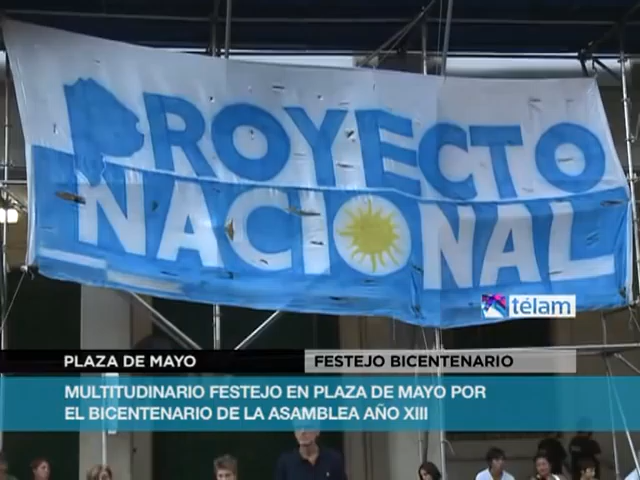 PROYECTO
NACIONAL
télam
PLAZA DE MAYO
FESTEJO BICENTENARIO
MULTITUDINARIO FESTEJO EN PLAZA DE MAYO POR
EL BICENTENARIO DE LA ASAMBLEA AÑO XIII